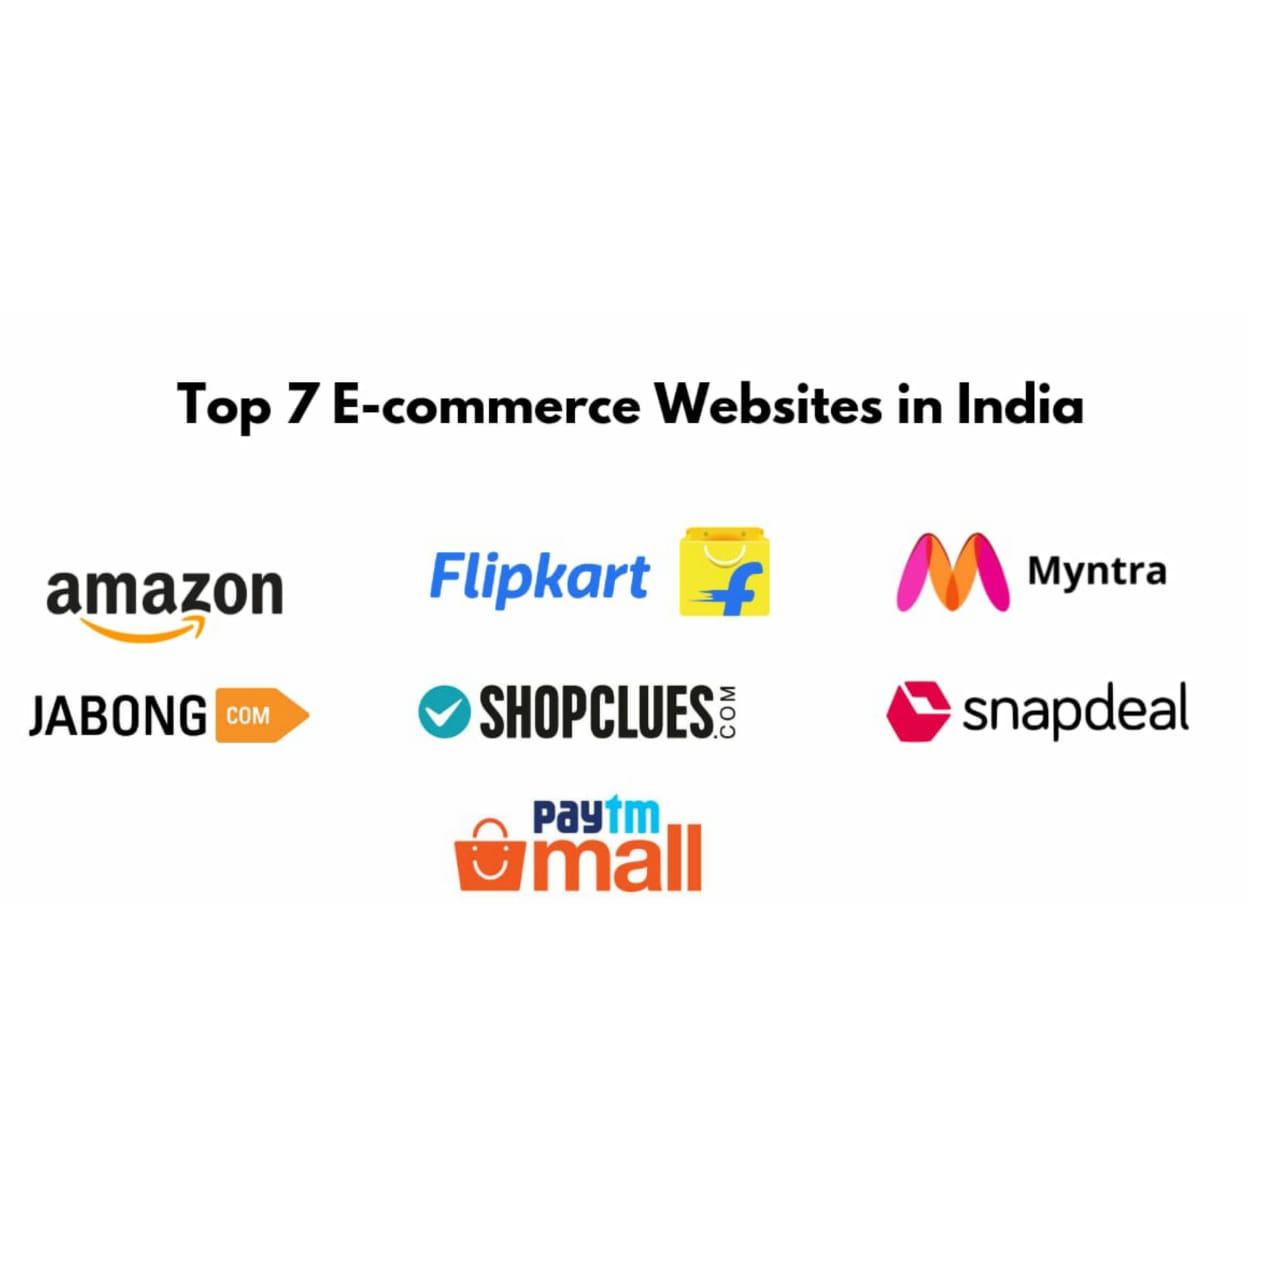 Top 7 E-commerce Websites in India
amazon
Flipkart
f
Myntra
JABONG COM
SHOPCLUES.COM
snapdeal
paytm
mall